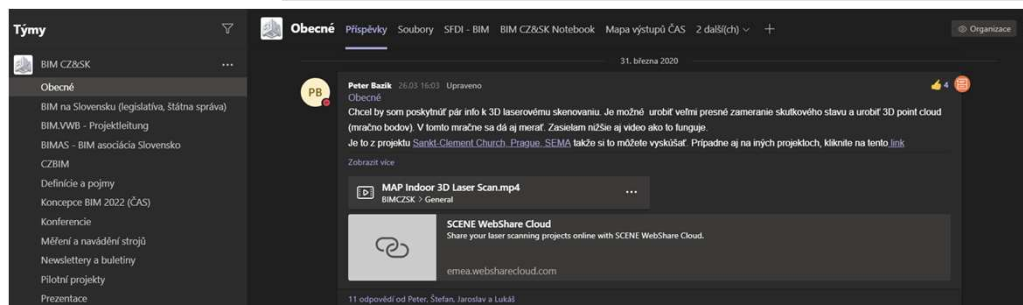 Týmy
BIM CZ&SK
Obecné
BIM na Slovensku (legislatíva, štátna správa)
BIM.VWB - Projektleitung
BIMAS - BIM asociácia Slovensko
CZBIM
Definície a pojmy
Koncepce BIM 2022 (ČAS)
Konferencie
Měření a navádění strojů
Newslettery a buletiny
Pilotní projekty
Prezentace
Obecné Příspěvky Soubory SFDI - BIM BIM CZ&SK Notebook Mapa výstupů ČAS 2 další(ch)
Organizace
31. března 2020
PB
Peter Bazik 26.03 16:03 Upraveno
4
Obecné
Chcel by som poskytnúť pár info k 3D laserovému skenovaniu. Je možné urobiť veľmi presné zameranie skutkového stavu a urobiť 3D point cloud
(mračno bodov). V tomto mračne sa dá aj merať. Zasielam nižšie aj video ako to funguje.
Je to z projektu Sankt-Clement Church, Prague, SEMA takže si to môžete vyskúšať. Prípadne aj na iných projektoch, kliknite na tento link
Zobrazit více
MAP Indoor 3D Laser Scan.mp4
BIMCZSK > General
SCENE WebShare Cloud
Share your laser scanning projects online with SCENE WebShare Cloud.
emea.websharecloud.com
11 odpovědí od Peter, Štefan, Jaroslav a Lukáš